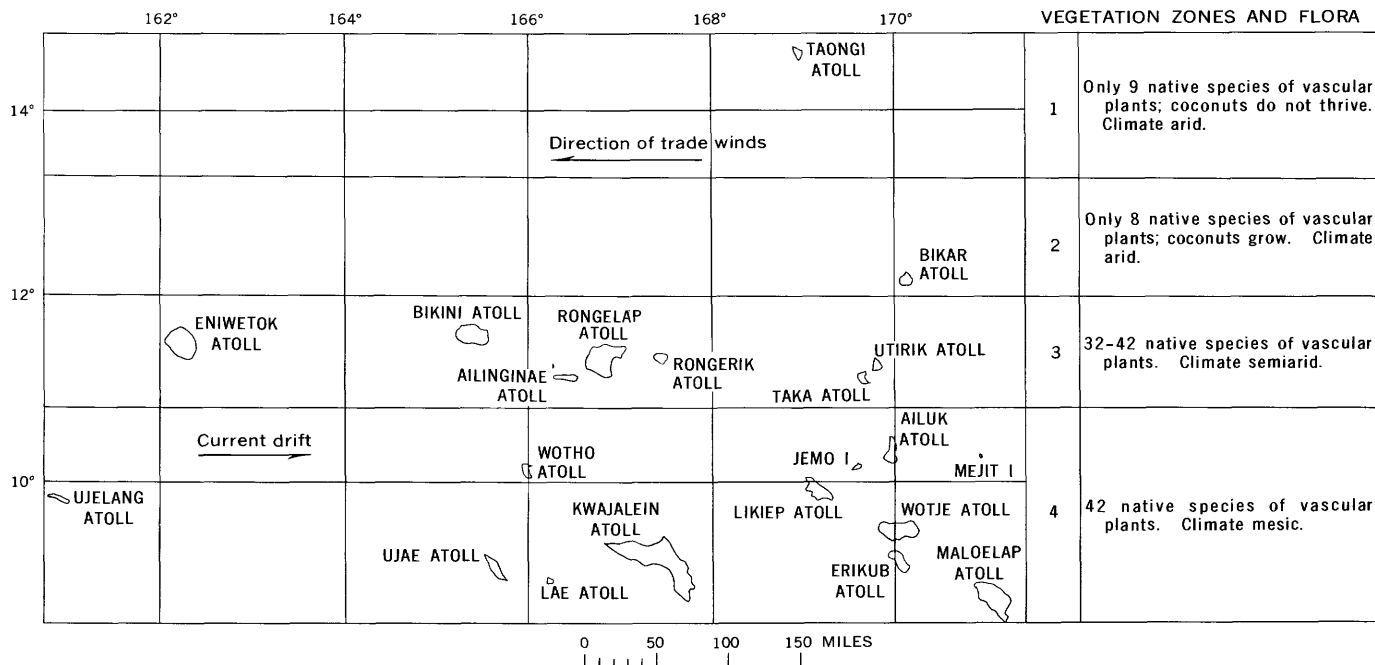 162°
166°
168°
170°
VEGETATION ZONES AND FLORA
TAONGI
ATOLL
14°
1
Only 9 native species of vascular
plants; coconuts do not thrive.
Climate arid.
Direction of trade winds
BIKAR
ATOLL
2
Only 8 native species of vascular
plants; coconuts grow. Climate
arid.
12°
ENIWETOK
ATOLL
BIKINI ATOLL
RONGELAP
ATOLL
AILINGINAE
ATOLL
RONGERIK
ATOLL
UTIRIK ATOLL
TAKA ATOLL
3
32-42 native species of vascular
plants. Climate semiarid.
Current drift
WOTHO
ATOLL
JEMO I
AILUK
ATOLL
MEJIT I
10°
UJELANG
ATOLL
KWAJALEIN
ATOLL
LIKIEP ATOLL
WOTJE ATOLL
UJAE ATOLL
LAE ATOLL
ERIKUB
ATOLL
MALOELAP
ATOLL
4
42 native species of vascular
plants. Climate mesic.
0 50 100 150 MILES